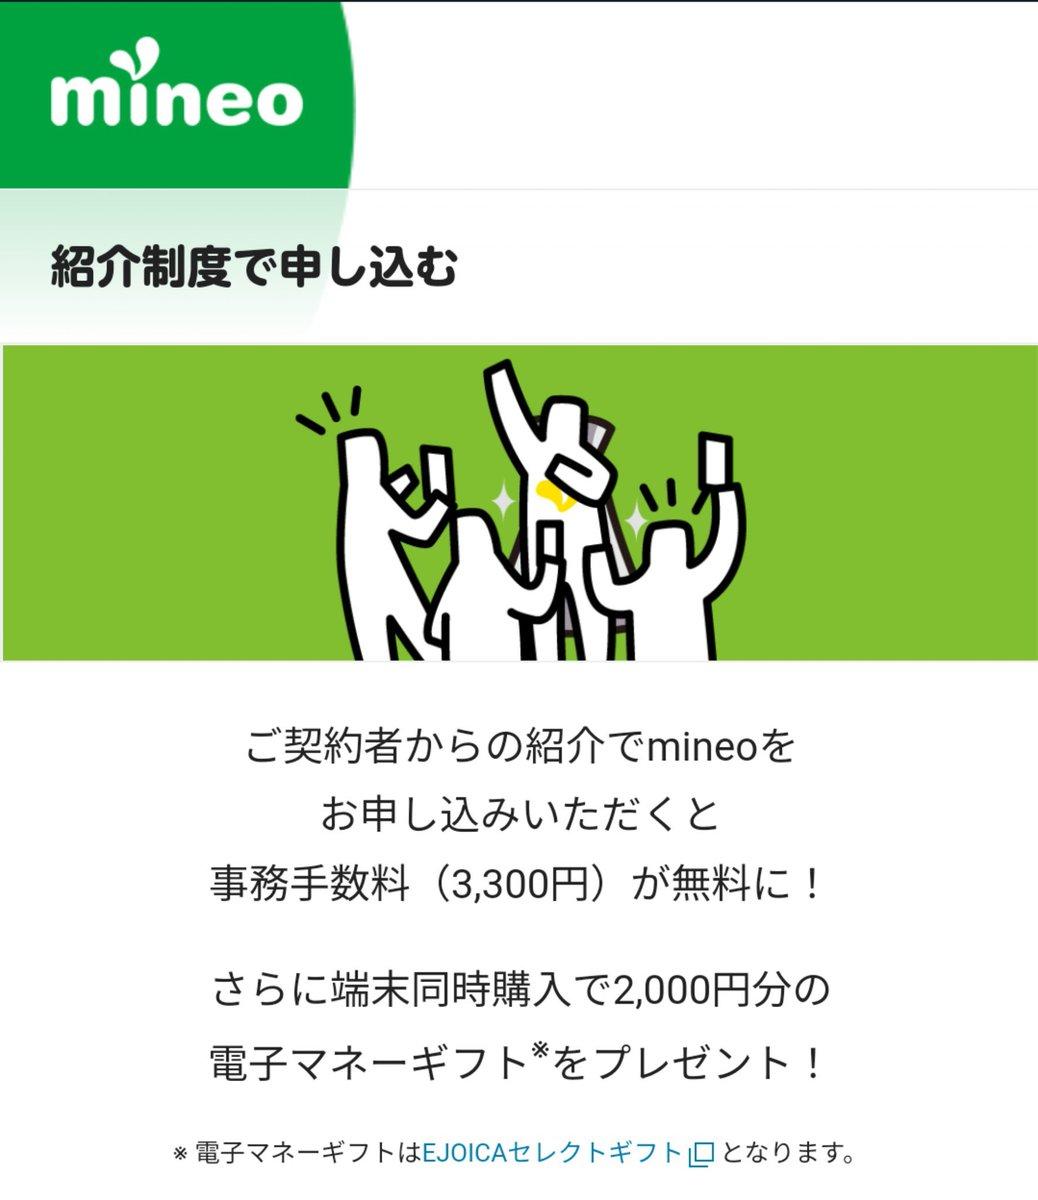 mineo
紹介制度で申し込む
ご契約者からの紹介でmineoを
お申し込みいただくと
事務手数料（3,300円）が無料に！
さらに端末同時購入で2,000円分の
電子マネーギフト※をプレゼント！
※ 電子マネーギフトはEJOICAセレクトギフトとなります。